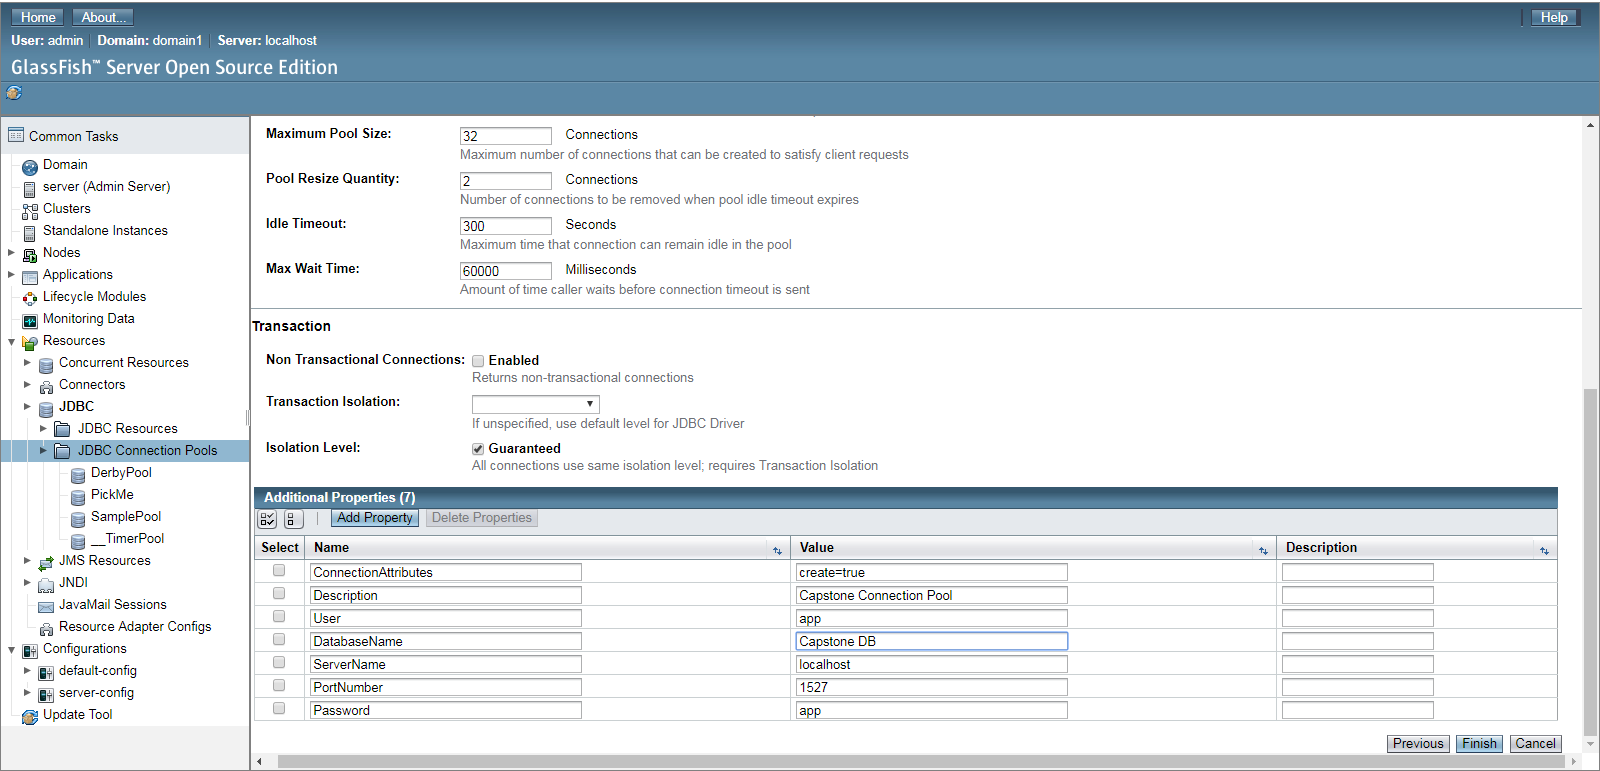 Home About... Help
User: admin Domain: domain1 Server: localhost
GlassFish™ Server Open Source Edition
Common Tasks
Domain
server (Admin Server)
Clusters
Standalone Instances
Nodes
Applications
Lifecycle Modules
Monitoring Data
Resources
Concurrent Resources
Connectors
JDBC
JDBC Resources
JDBC Connection Pools
DerbyPool
PickMe
SamplePool
__TimerPool
JMS Resources
JNDI
JavaMail Sessions
Resource Adapter Configs
Configurations
default-config
server-config
Update Tool
Maximum Pool Size: 32 Connections
Maximum number of connections that can be created to satisfy client requests
Pool Resize Quantity: 2 Connections
Number of connections to be removed when pool idle timeout expires
Idle Timeout: 300 Seconds
Maximum time that connection can remain idle in the pool
Max Wait Time: 60000 Milliseconds
Amount of time caller waits before connection timeout is sent
Transaction
Non Transactional Connections: Enabled
Returns non-transactional connections
Transaction Isolation:
If unspecified, use default level for JDBC Driver
Isolation Level: Guaranteed
All connections use same isolation level; requires Transaction Isolation
Additional Properties (7)
Add Property Delete Properties
Select Name Value Description
ConnectionAttributes create=true
Description Capstone Connection Pool
User app
DatabaseName Capstone DB
ServerName localhost
PortNumber 1527
Password app
Previous Finish Cancel